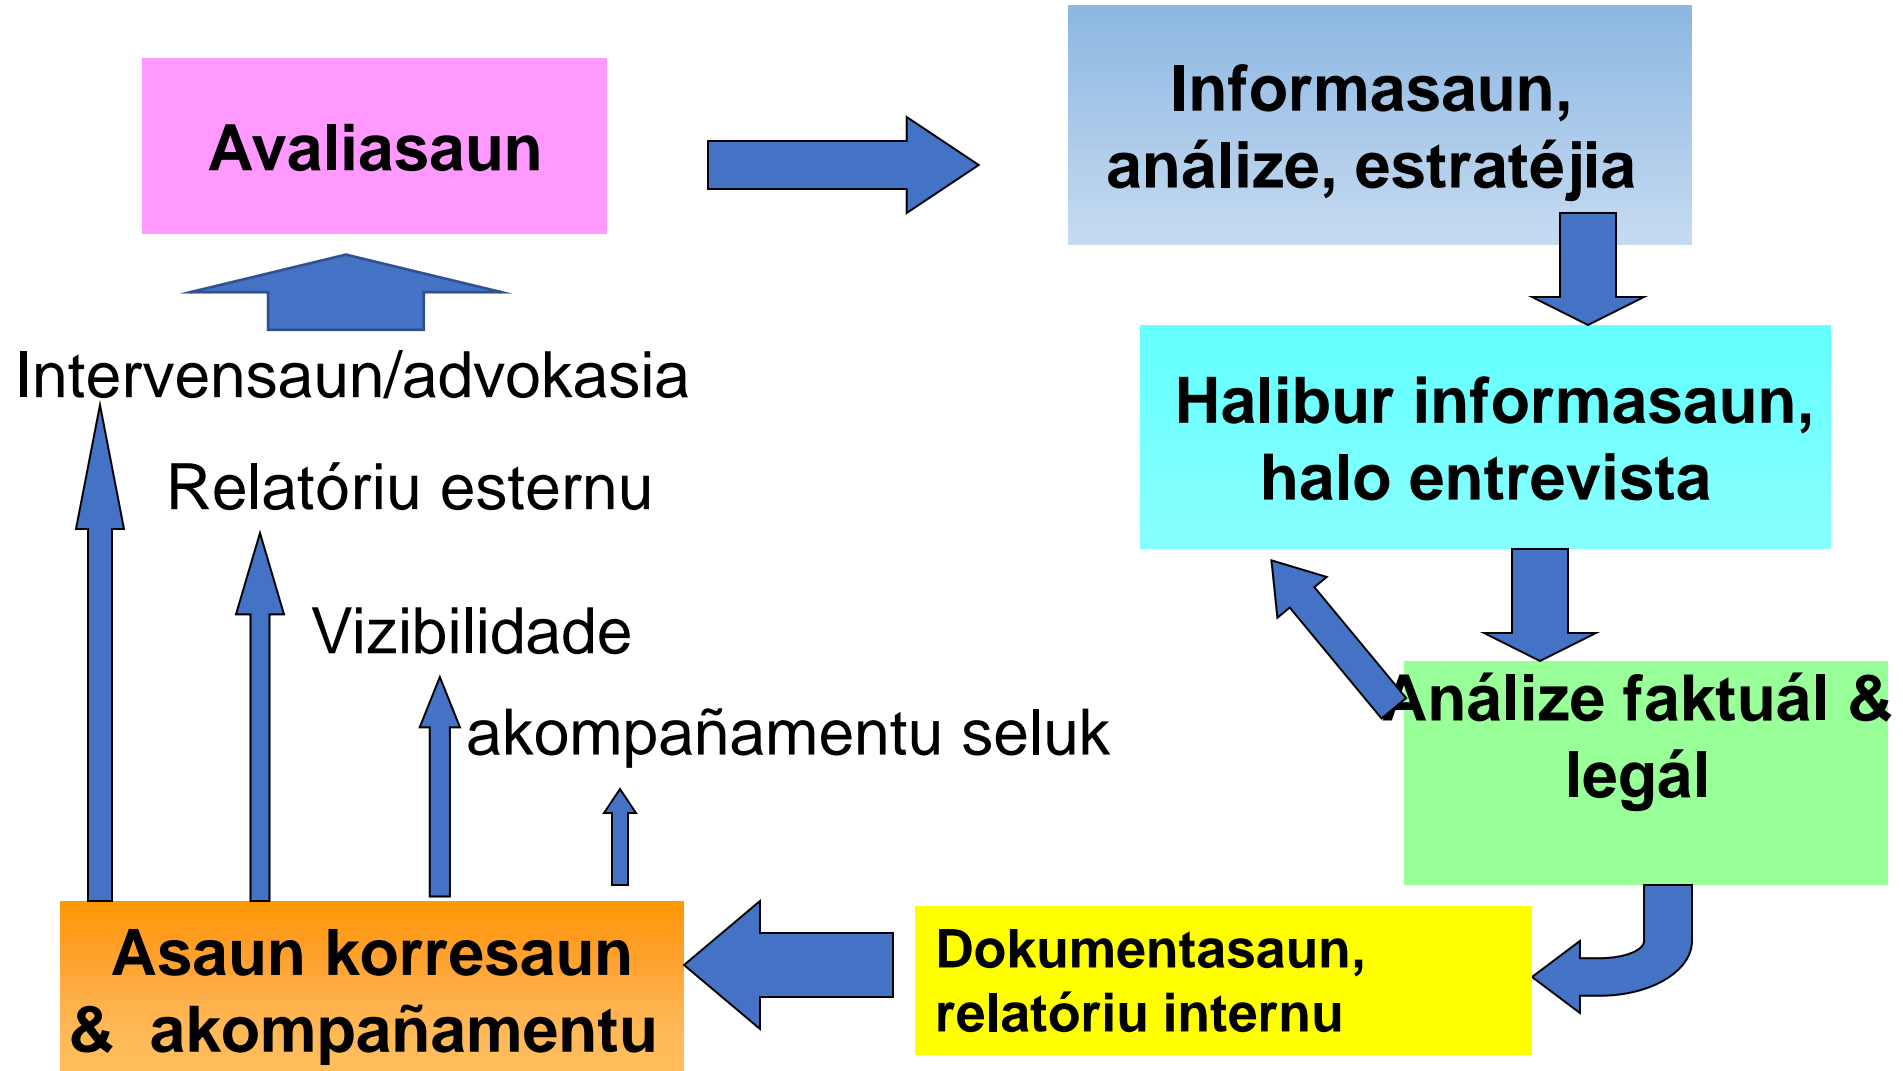 Avaliasaun
Informasaun,
análize, estratéjia
Halibur informasaun,
halo entrevista
Análize faktuál &
legál
Dokumentasaun,
relatóriu internu
Asaun korresaun
& akompañamentu
Intervensaun/advokasia
Relatóriu esternu
Vizibilidade
akompañamentu seluk